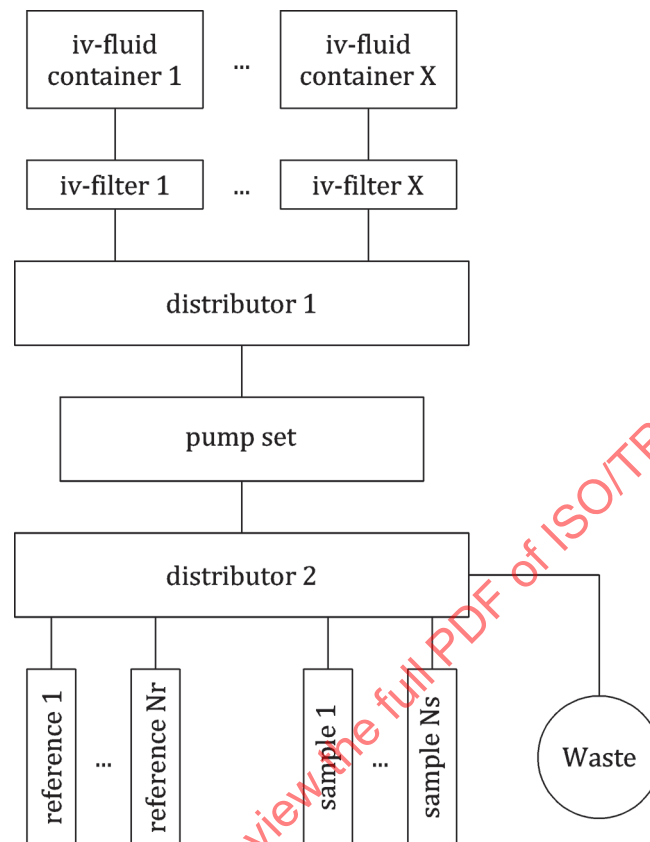 iv-fluid
container 1
...
iv-fluid
container X
iv-filter 1
...
iv-filter X
distributor 1
pump set
distributor 2
reference 1
...
reference Nr
sample 1
...
sample Ns
Waste
view the full PDF of ISO/TR